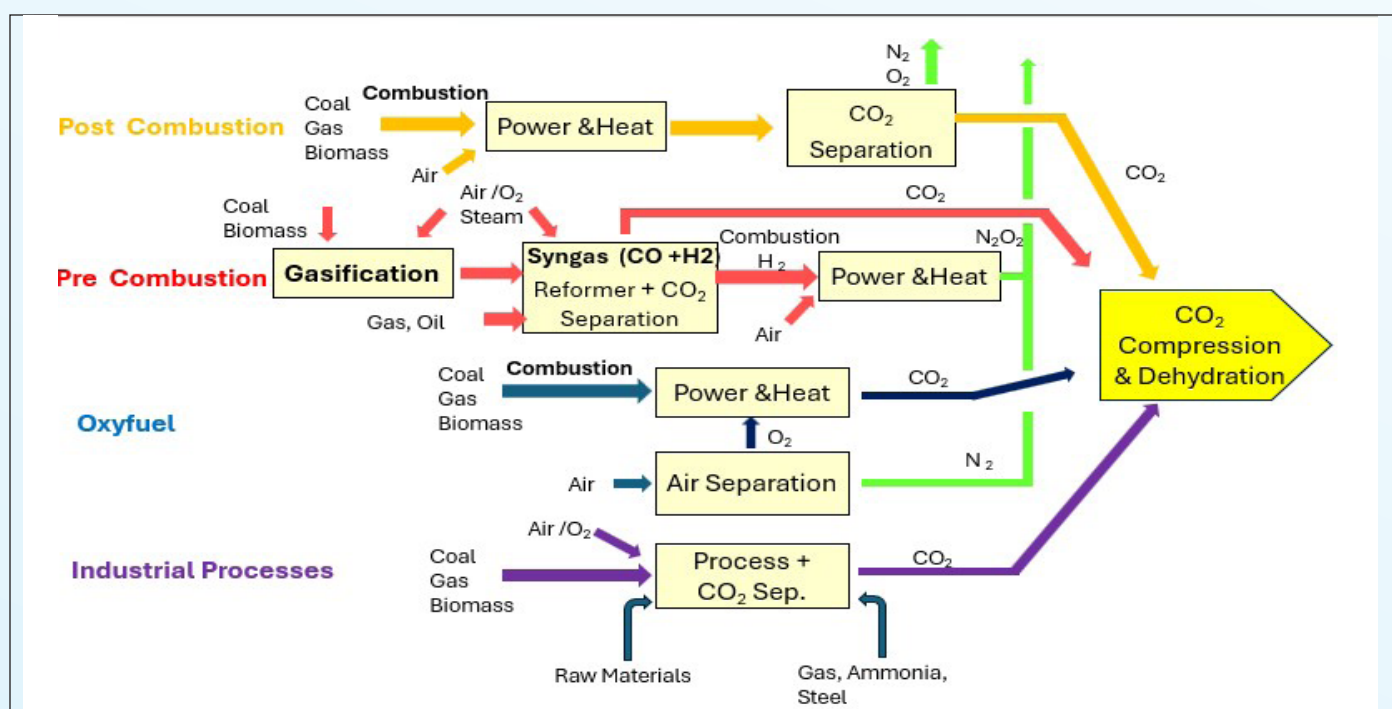 N₂
O₂
Post Combustion
Coal
Gas
Biomass
Combustion
Air
Power &Heat
CO₂
Separation
CO₂
Pre Combustion
Coal
Biomass
Air /O₂
Steam
Gasification
Gas, Oil
Syngas (CO +H2)
Reformer + CO₂
Separation
CO₂
Combustion
H ₂
Air
Power &Heat
N₂O₂
CO₂
Compression
& Dehydration
Oxyfuel
Coal
Gas
Biomass
Combustion
Power &Heat
CO₂
O₂
Air
Air Separation
N ₂
Industrial Processes
Air /O₂
Coal
Gas
Biomass
Process +
CO₂ Sep.
CO₂
Raw Materials
Gas, Ammonia,
Steel